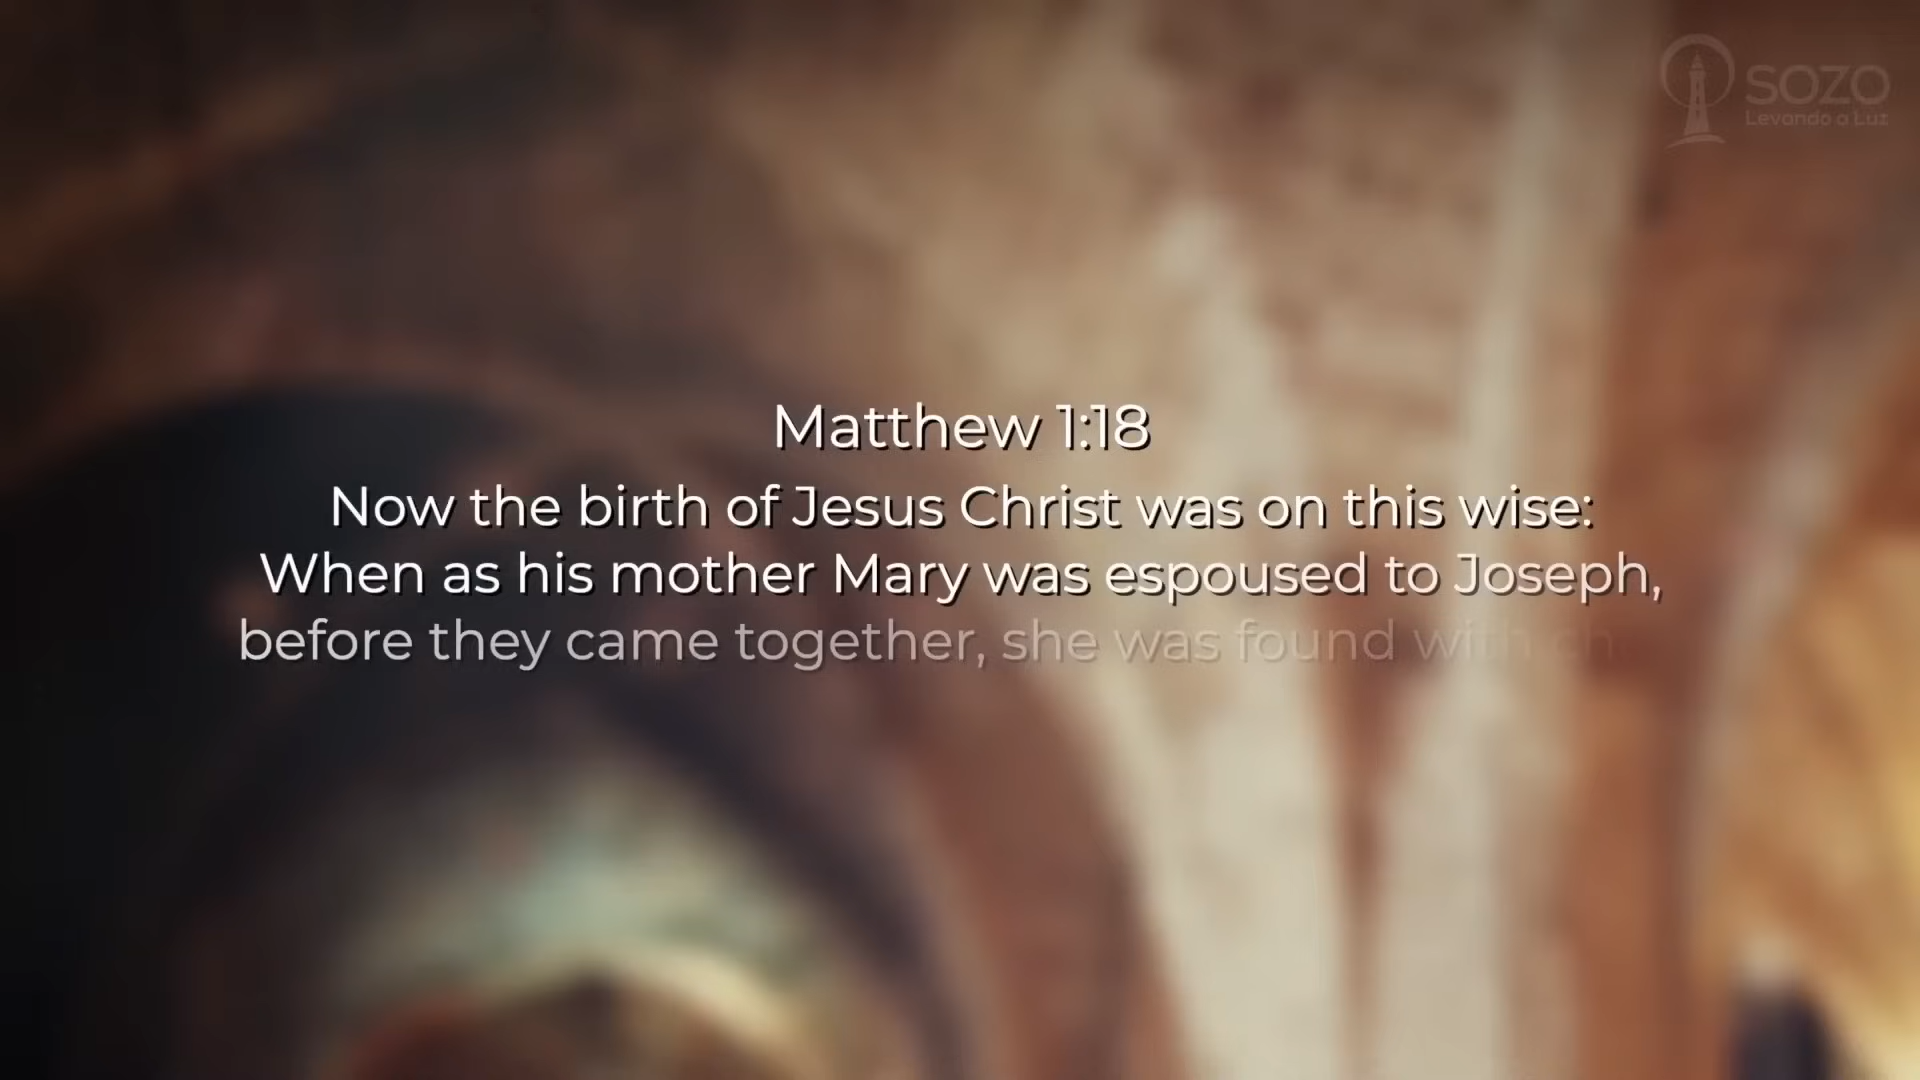 SOZO
Levando a Luz
Matthew 1:18
Now the birth of Jesus Christ was on this wise:
When as his mother Mary was espoused to Joseph,
before they came together, she was found with